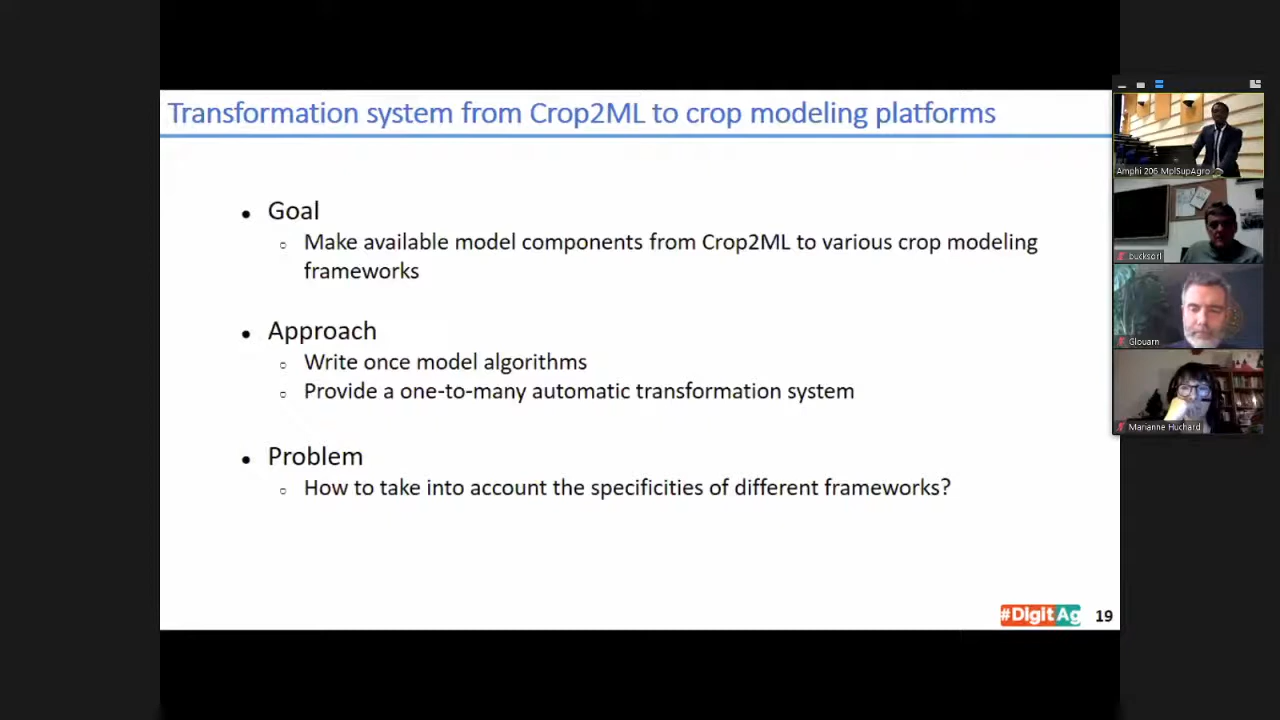 Transformation system from Crop2ML to crop modeling platforms
Goal
Make available model components from Crop2ML to various crop modeling
frameworks
Approach
Write once model algorithms
Provide a one-to-many automatic transformation system
Problem
How to take into account the specificities of different frameworks?
#DigitAg
19
Amphi 206 MplSupAgro
bucksorl
Glouarn
Marianne Huchard